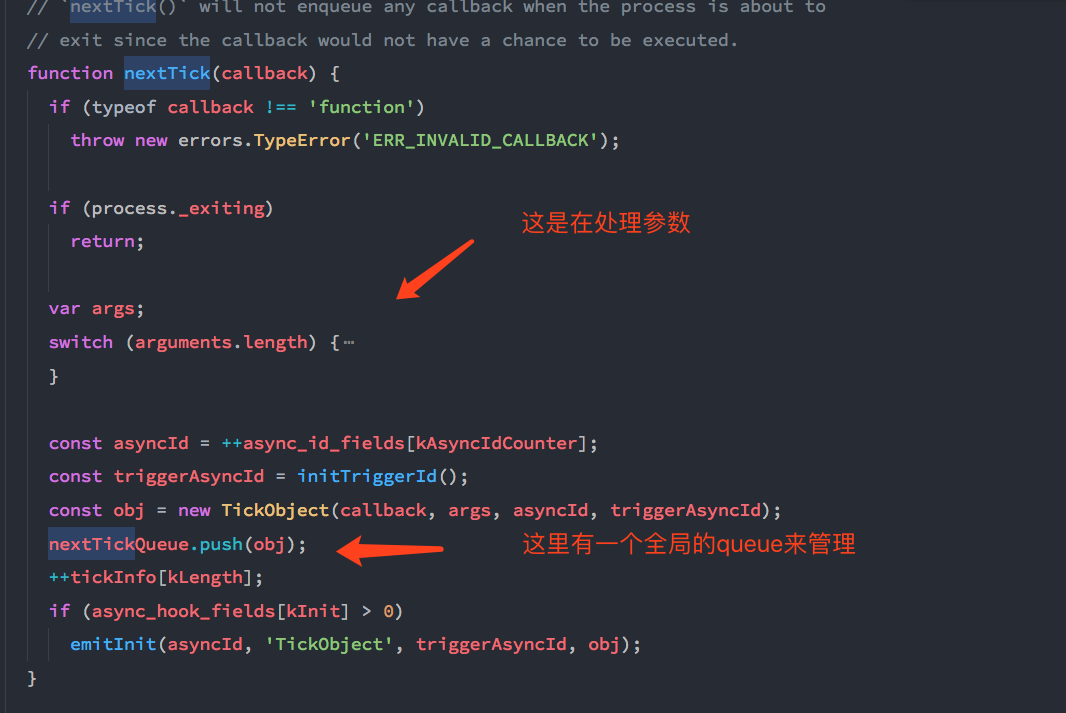 // `nextTick()` will not enqueue any callback when the process is about to
// exit since the callback would not have a chance to be executed.
function nextTick(callback) {
if (typeof callback !== 'function')
throw new errors.TypeError('ERR_INVALID_CALLBACK');
if (process._exiting)
这是在处理参数
return;
var args;
switch (arguments.length) {⋯
}
const asyncId = ++async_id_fields[kAsyncIdCounter];
const triggerAsyncId = initTriggerId();
const obj = new TickObject(callback, args, asyncId, triggerAsyncId);
nextTickQueue.push(obj);
这里有一个全局的queue来管理
++tickInfo[kLength];
if (async_hook_fields[kInit] > 0)
emitInit(asyncId, 'TickObject', triggerAsyncId, obj);
}